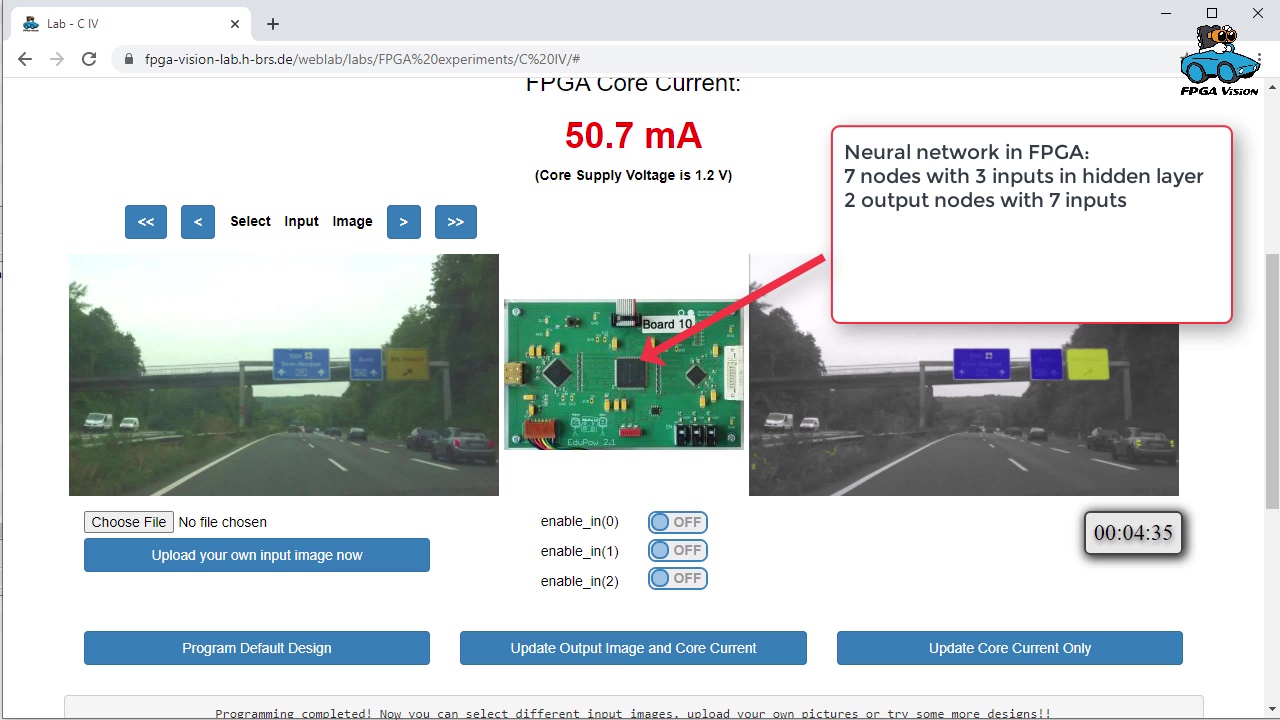 Lab - C IV
fpga-vision-lab.h-brs.de/weblab/labs/FPGA%20experiments/C%20IV/#
FPGA Vision
FPGA Core Current:
50.7 mA
(Core Supply Voltage is 1.2 V)
Neural network in FPGA:
7 nodes with 3 inputs in hidden layer
2 output nodes with 7 inputs
<< < Select Input Image > >>
Board 10
EduPow 2.1
Choose File No file chosen
Upload your own input image now
enable_in(0) OFF
enable_in(1) OFF
enable_in(2) OFF
00:04:35
Program Default Design
Update Output Image and Core Current
Update Core Current Only
Programming completed! Now you can select different input images, upload your own pictures or try some more designs!!